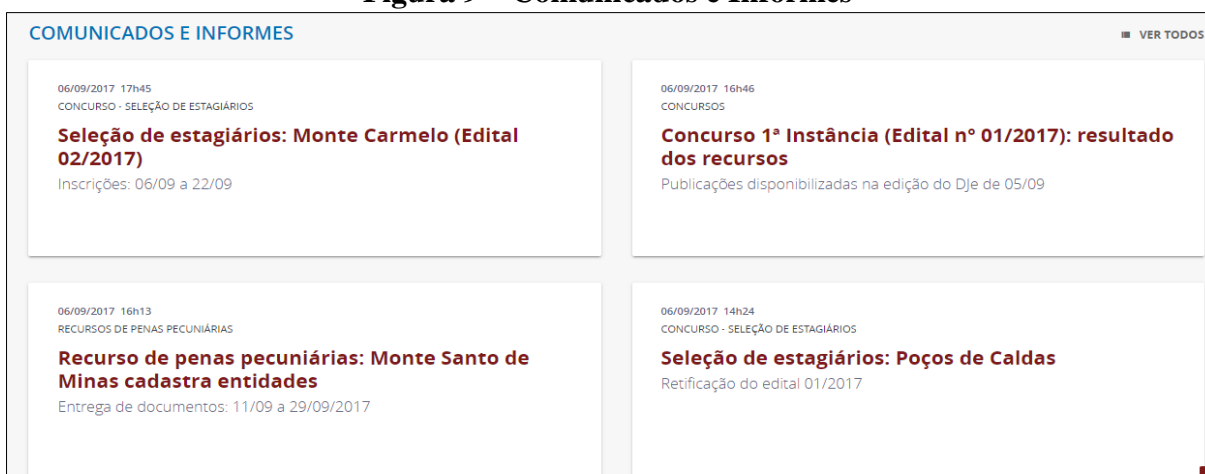 Figura 9 – Comunicados e Informes
COMUNICADOS E INFORMES
VER TODOS
06/09/2017 17h45
CONCURSO - SELEÇÃO DE ESTAGIÁRIOS
Seleção de estagiários: Monte Carmelo (Edital
02/2017)
Inscrições: 06/09 a 22/09
06/09/2017 16h46
CONCURSOS
Concurso 1ª Instância (Edital nº 01/2017): resultado
dos recursos
Publicações disponibilizadas na edição do DJe de 05/09
06/09/2017 16h13
RECURSOS DE PENAS PECUNIÁRIAS
Recurso de penas pecuniárias: Monte Santo de
Minas cadastra entidades
Entrega de documentos: 11/09 a 29/09/2017
06/09/2017 14h24
CONCURSO - SELEÇÃO DE ESTAGIÁRIOS
Seleção de estagiários: Poços de Caldas
Retificação do edital 01/2017